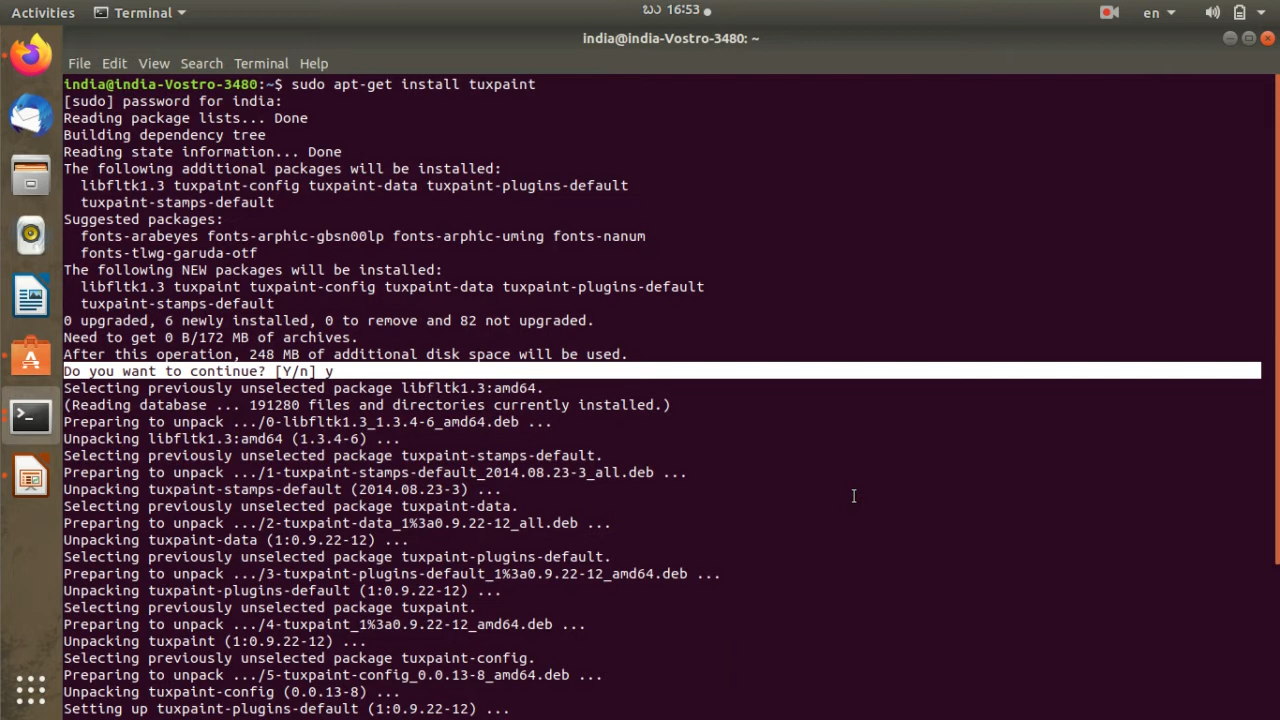 Activities
Terminal
ບາງ 16:53
en
india@india-Vostro-3480: ~
File Edit View Search Terminal Help
india@india-Vostro-3480:~$ sudo apt-get install tuxpaint
[sudo] password for india:
Reading package lists... Done
Building dependency tree
Reading state information... Done
The following additional packages will be installed:
libfltk1.3 tuxpaint-config tuxpaint-data tuxpaint-plugins-default
tuxpaint-stamps-default
Suggested packages:
fonts-arabeyes fonts-arphic-gbsn00lp fonts-arphic-uming fonts-nanum
fonts-tlwg-garuda-otf
The following NEW packages will be installed:
libfltk1.3 tuxpaint tuxpaint-config tuxpaint-data tuxpaint-plugins-default
tuxpaint-stamps-default
0 upgraded, 6 newly installed, 0 to remove and 82 not upgraded.
Need to get 0 B/172 MB of archives.
After this operation, 248 MB of additional disk space will be used.
Do you want to continue? [Y/n] y
Selecting previously unselected package libfltk1.3:amd64.
(Reading database ... 191280 files and directories currently installed.)
Preparing to unpack .../0-libfltk1.3_1.3.4-6_amd64.deb ...
Unpacking libfltk1.3:amd64 (1.3.4-6) ...
Selecting previously unselected package tuxpaint-stamps-default.
Preparing to unpack .../1-tuxpaint-stamps-default_2014.08.23-3_all.deb ...
Unpacking tuxpaint-stamps-default (2014.08.23-3) ...
Selecting previously unselected package tuxpaint-data.
Preparing to unpack .../2-tuxpaint-data_1%3a0.9.22-12_all.deb ...
Unpacking tuxpaint-data (1:0.9.22-12) ...
Selecting previously unselected package tuxpaint-plugins-default.
Preparing to unpack .../3-tuxpaint-plugins-default_1%3a0.9.22-12_amd64.deb ...
Unpacking tuxpaint-plugins-default (1:0.9.22-12) ...
Selecting previously unselected package tuxpaint.
Preparing to unpack .../4-tuxpaint_1%3a0.9.22-12_amd64.deb ...
Unpacking tuxpaint (1:0.9.22-12) ...
Selecting previously unselected package tuxpaint-config.
Preparing to unpack .../5-tuxpaint-config_0.0.13-8_amd64.deb ...
Unpacking tuxpaint-config (0.0.13-8) ...
Setting up tuxpaint-plugins-default (1:0.9.22-12) ...